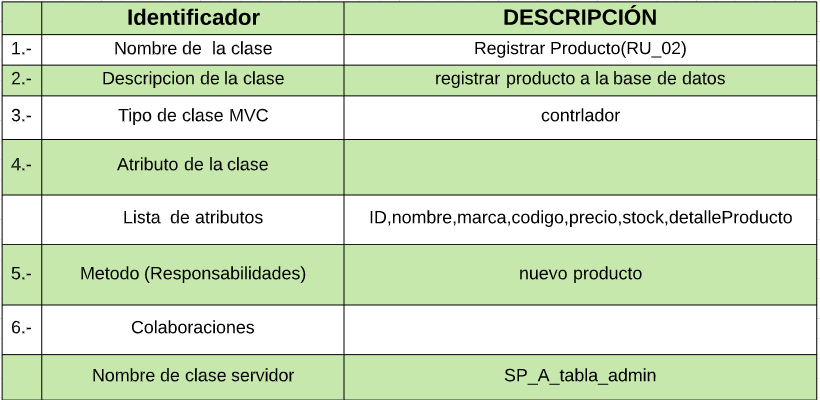 Identificador DESCRIPCIÓN
1.- Nombre de la clase Registrar Producto(RU_02)
2.- Descripcion de la clase registrar producto a la base de datos
3.- Tipo de clase MVC contrlador
4.- Atributo de la clase
Lista de atributos ID,nombre,marca,codigo,precio,stock,detalleProducto
5.- Metodo (Responsabilidades) nuevo producto
6.- Colaboraciones
Nombre de clase servidor SP_A_tabla_admin